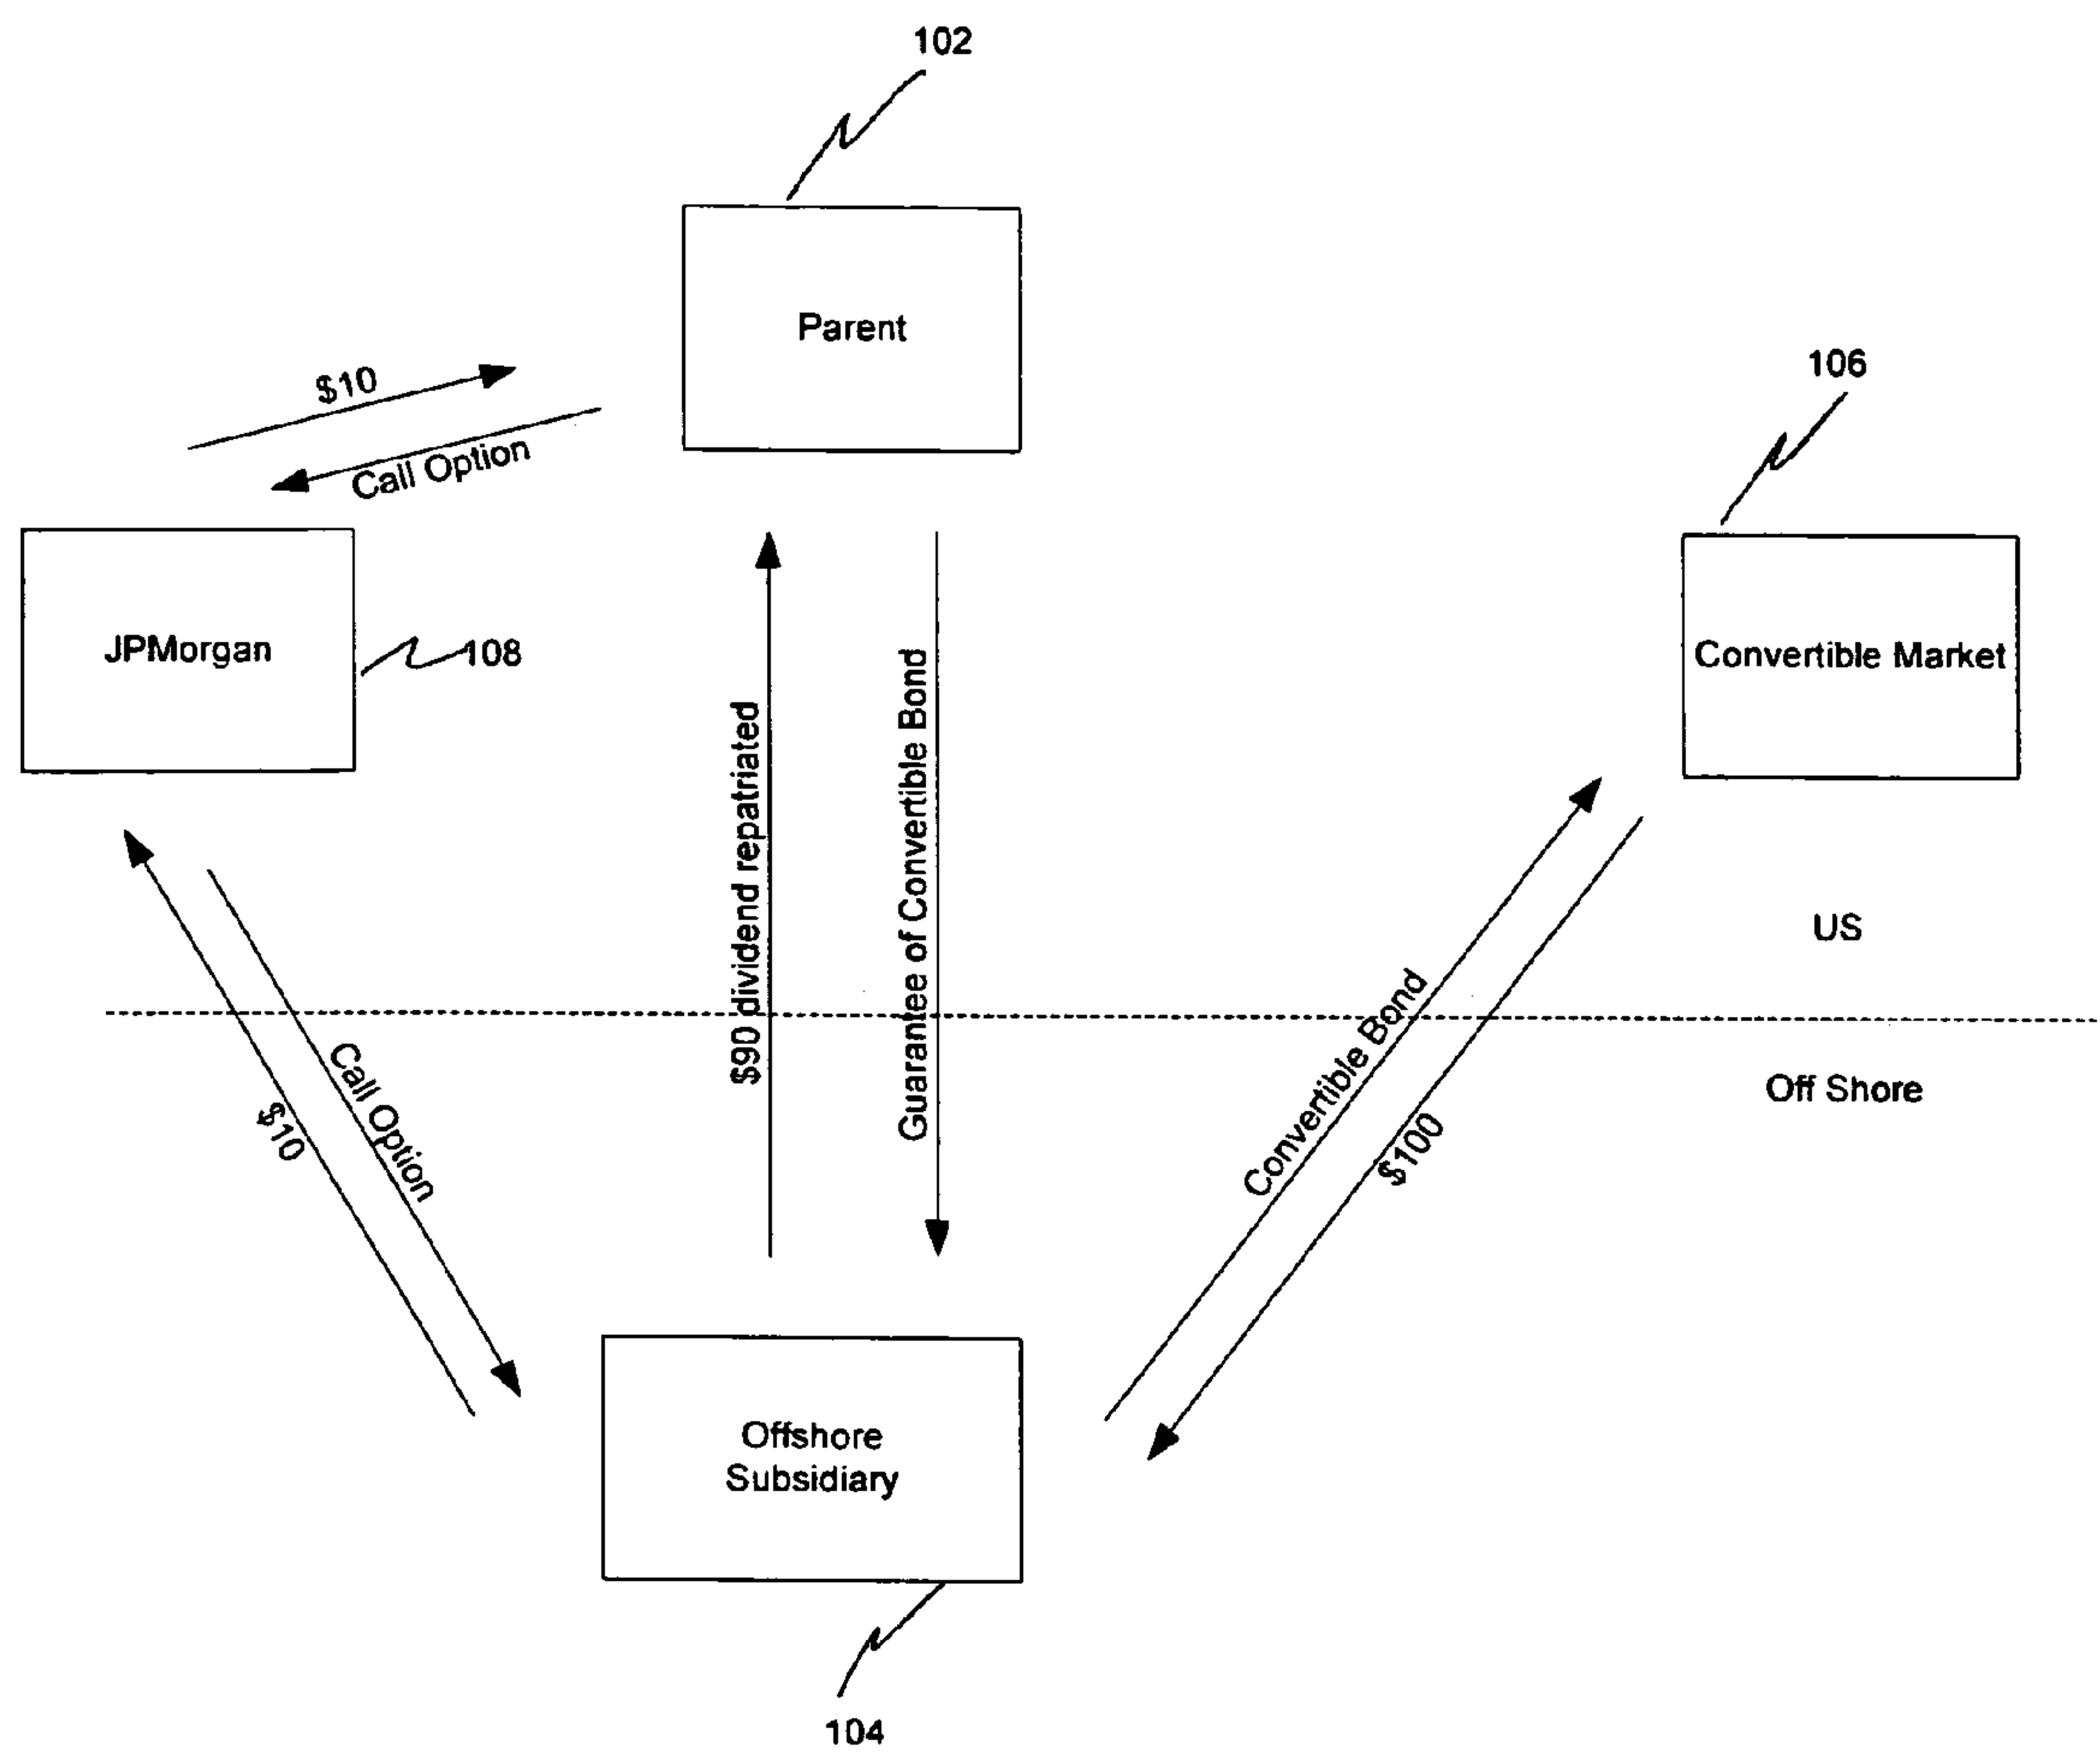 102
Parent
106
$10
Call Option
JPMorgan
108
Convertible Market
$90 dividend repatriated
Guarantee of Convertible Bond
US
Convertible Bond
$100
Off Shore
Call Option
$10
Offshore
Subsidiary
104